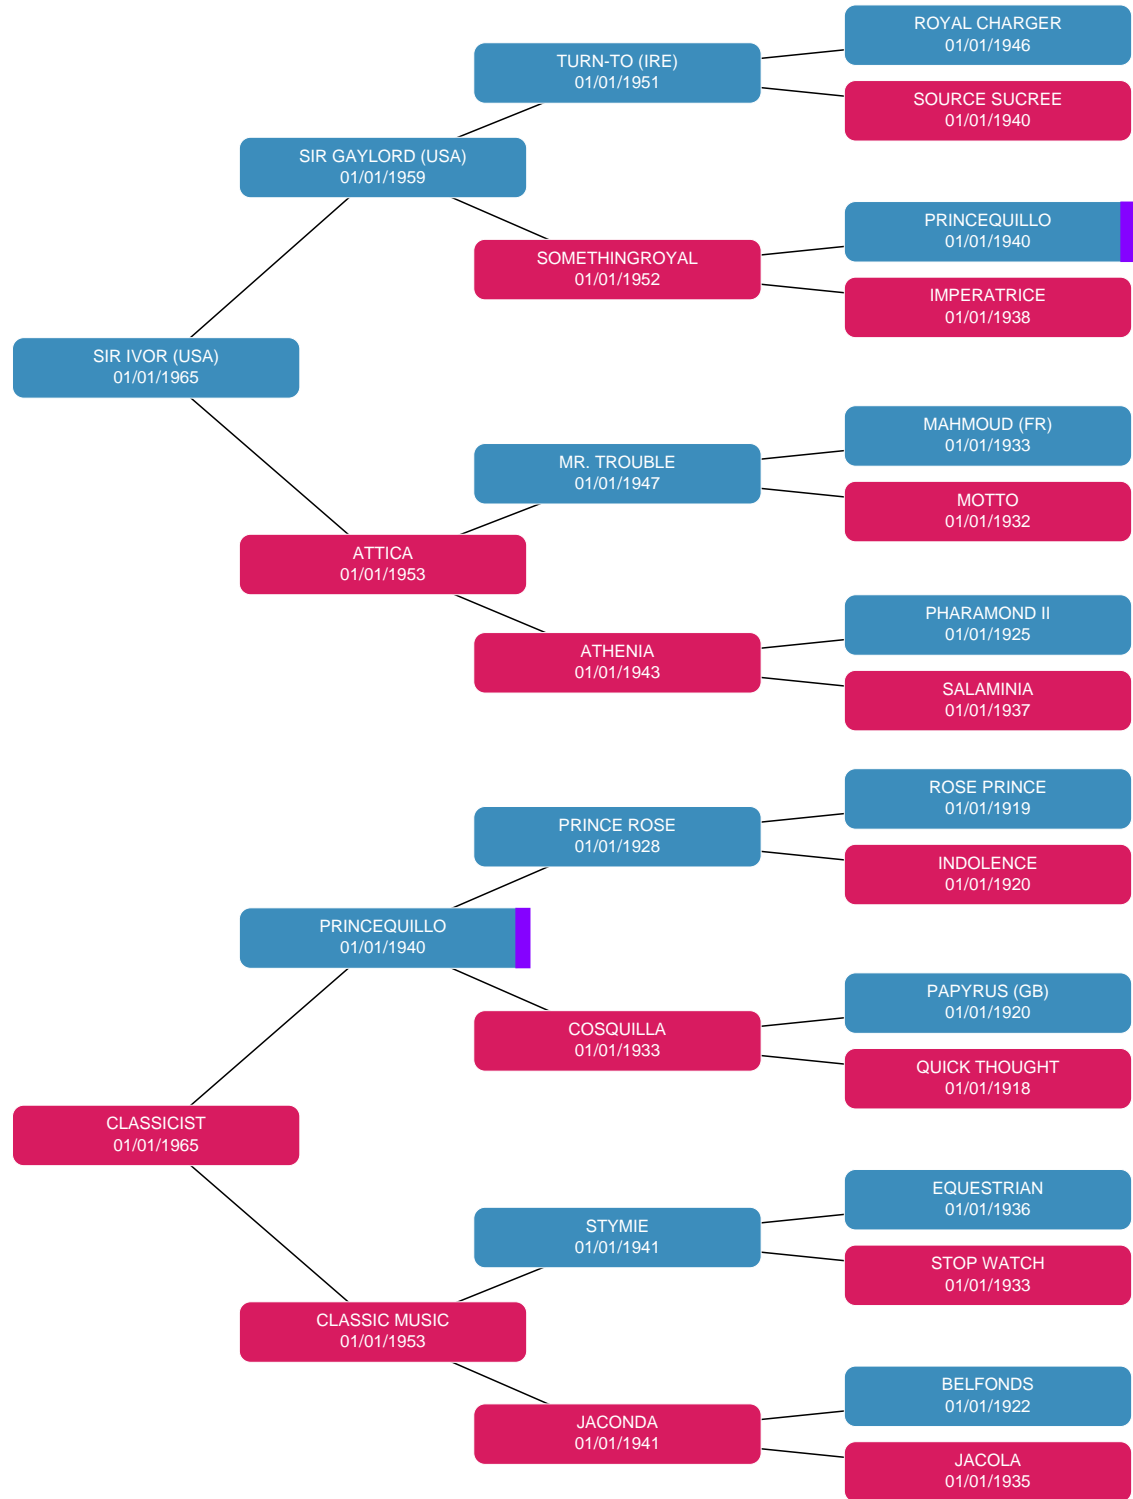 ROYAL CHARGER
01/01/1946
TURN-TO (IRE)
01/01/1951
SOURCE SUCREE
01/01/1940
SIR GAYLORD (USA)
01/01/1959
PRINCEQUILLO
01/01/1940
SOMETHINGROYAL
01/01/1952
IMPERATRICE
01/01/1938
SIR IVOR (USA)
01/01/1965
MAHMOUD (FR)
01/01/1933
MR. TROUBLE
01/01/1947
MOTTO
01/01/1932
ATTICA
01/01/1953
PHARAMOND II
01/01/1925
ATHENIA
01/01/1943
SALAMINIA
01/01/1937
ROSE PRINCE
01/01/1919
PRINCE ROSE
01/01/1928
INDOLENCE
01/01/1920
PRINCEQUILLO
01/01/1940
PAPYRUS (GB)
01/01/1920
COSQUILLA
01/01/1933
QUICK THOUGHT
01/01/1918
CLASSICIST
01/01/1965
EQUESTRIAN
01/01/1936
STYMIE
01/01/1941
STOP WATCH
01/01/1933
CLASSIC MUSIC
01/01/1953
BELFONDS
01/01/1922
JACONDA
01/01/1941
JACOLA
01/01/1935